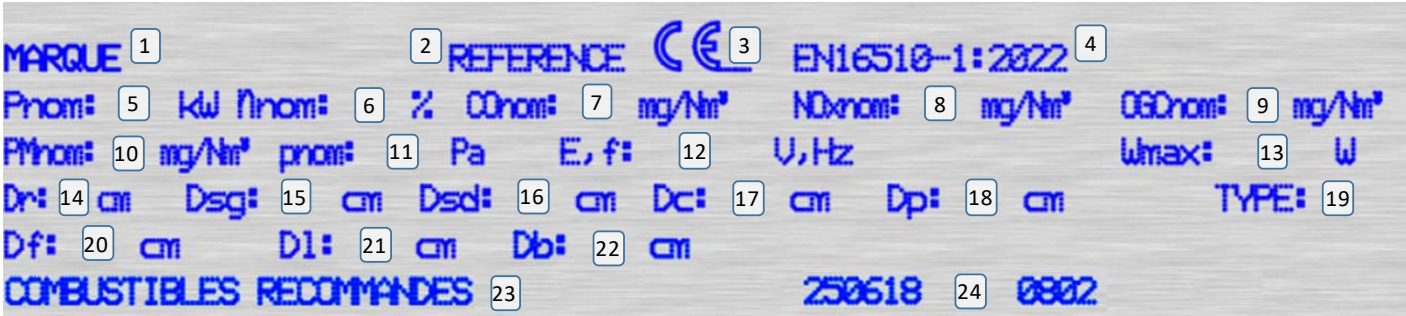 MARQUE 1 2 REFERENCE CE 3 EN16510-1:2022 4
Pnom: 5 kW ηnom: 6 % COnom: 7 mg/Nm³ NOxnom: 8 mg/Nm³ OGCnom: 9 mg/Nm³
PMnom: 10 mg/Nm³ pnom: 11 Pa E,f: 12 V,Hz Wmax: 13 W
Dr: 14 cm Dsg: 15 cm Dsd: 16 cm Dc: 17 cm Dp: 18 cm TYPE: 19
Df: 20 cm Dl: 21 cm Db: 22 cm
COMBUSTIBLES RECOMMANDES 23 250618 24 0802